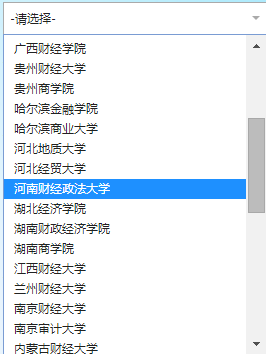 -请选择-
广西财经学院
贵州财经大学
贵州商学院
哈尔滨金融学院
哈尔滨商业大学
河北地质大学
河北经贸大学
河南财经政法大学
湖北经济学院
湖南财政经济学院
湖南商学院
江西财经大学
兰州财经大学
南京财经大学
南京审计大学
内蒙古财经大学